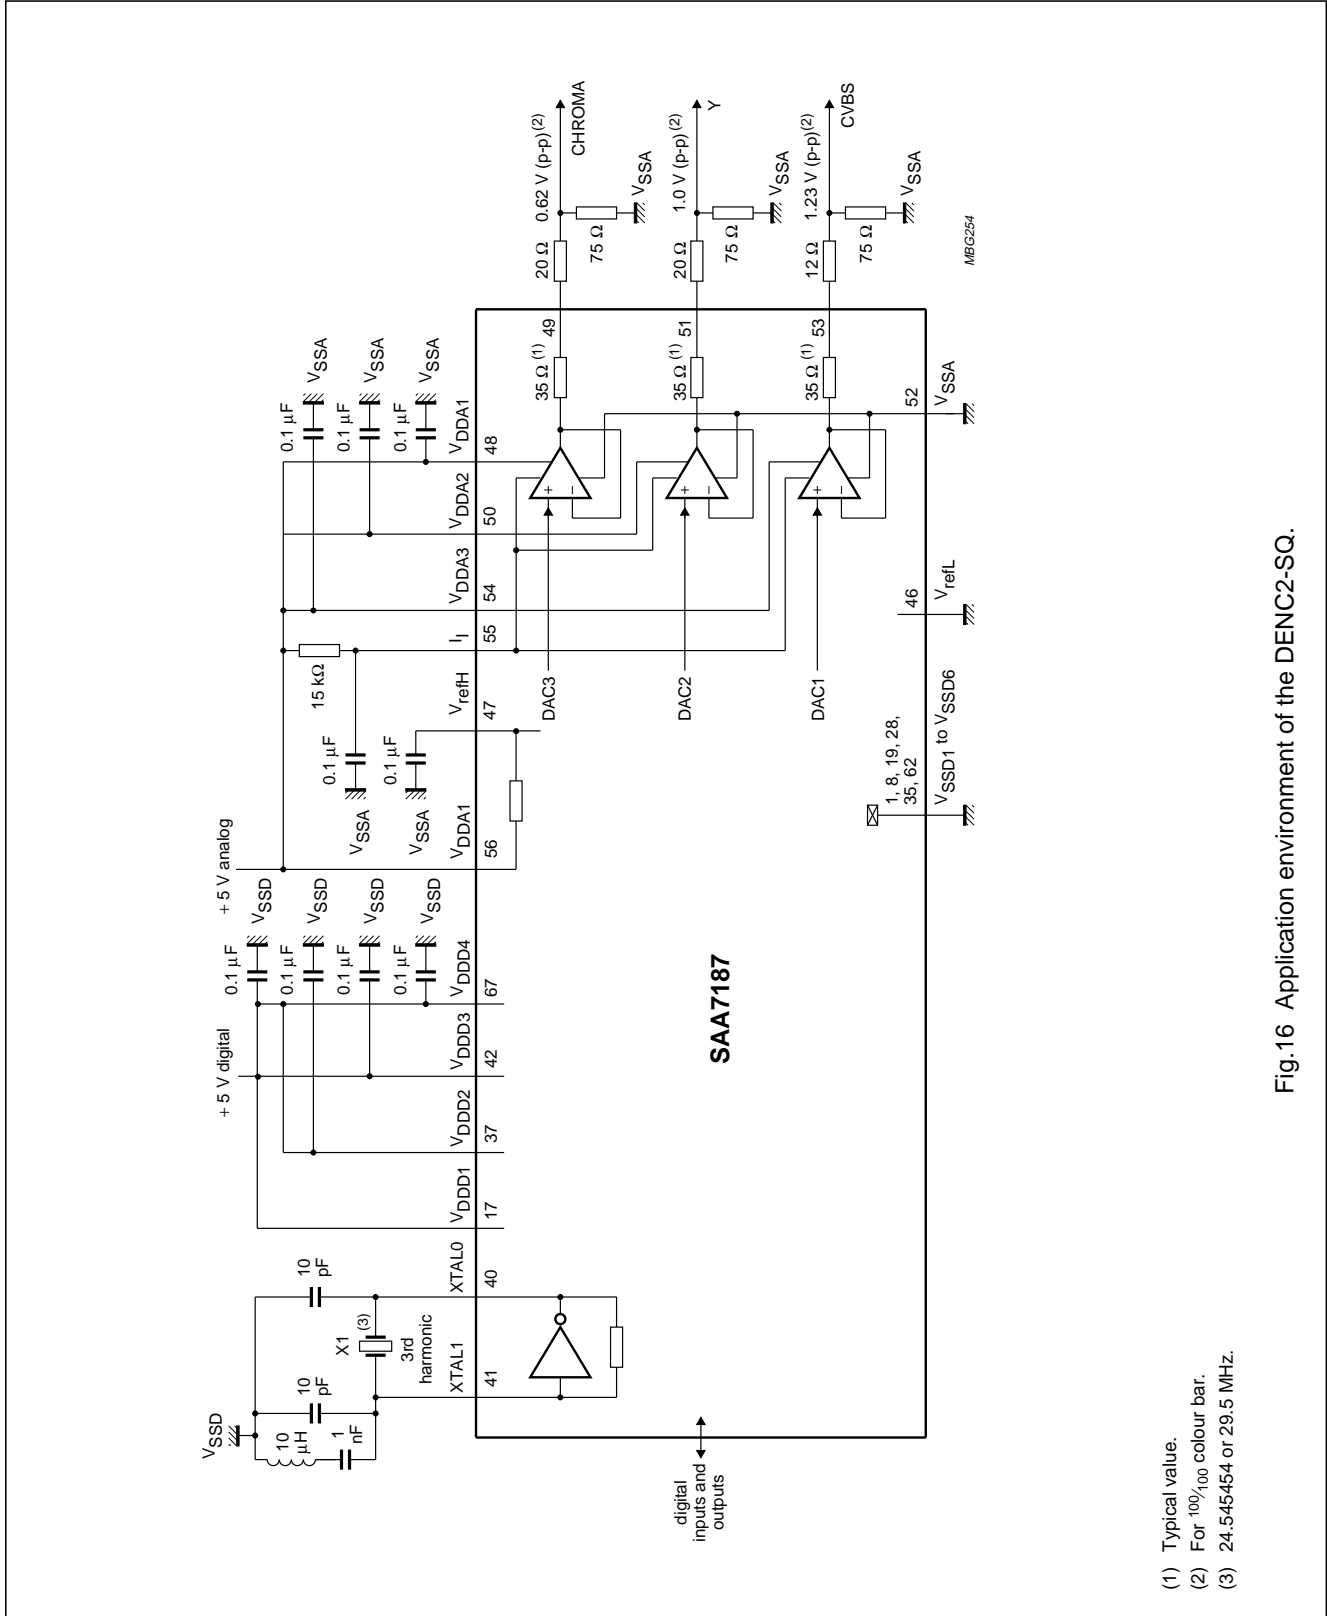 + 5 V digital
+ 5 V analog
VSSD
10
µH
1
nF
10
pF
10
pF
X1
(3)
3rd
harmonic
XTAL1
41
XTAL0
40
0.1 µF
VSSD
0.1 µF
VSSD
0.1 µF
VSSD
0.1 µF
VSSD
VDDD1
17
VDDD2
37
VDDD3
42
VDDD4
67
VDDA1
56
0.1 µF
VSSA
0.1 µF
VSSA
VrefH
47
15 kΩ
II
55
VDDA3
54
VDDA2
50
VDDA1
48
0.1 µF
VSSA
0.1 µF
VSSA
0.1 µF
VSSA
DAC3
+
−
35 Ω (1)
49
20 Ω
75 Ω
VSSA
0.62 V (p-p)(2)
CHROMA
DAC2
+
−
35 Ω (1)
51
20 Ω
75 Ω
VSSA
1.0 V (p-p)(2)
Y
DAC1
+
−
35 Ω (1)
53
12 Ω
75 Ω
VSSA
1.23 V (p-p)(2)
CVBS
SAA7187
digital
inputs and
outputs
1, 8, 19, 28,
35, 62
VSSD1 to VSSD6
46
VrefL
52
VSSA
MBG254
(1) Typical value.
(2) For 100/100 colour bar.
(3) 24.545454 or 29.5 MHz.
Fig.16 Application environment of the DENC2-SQ.